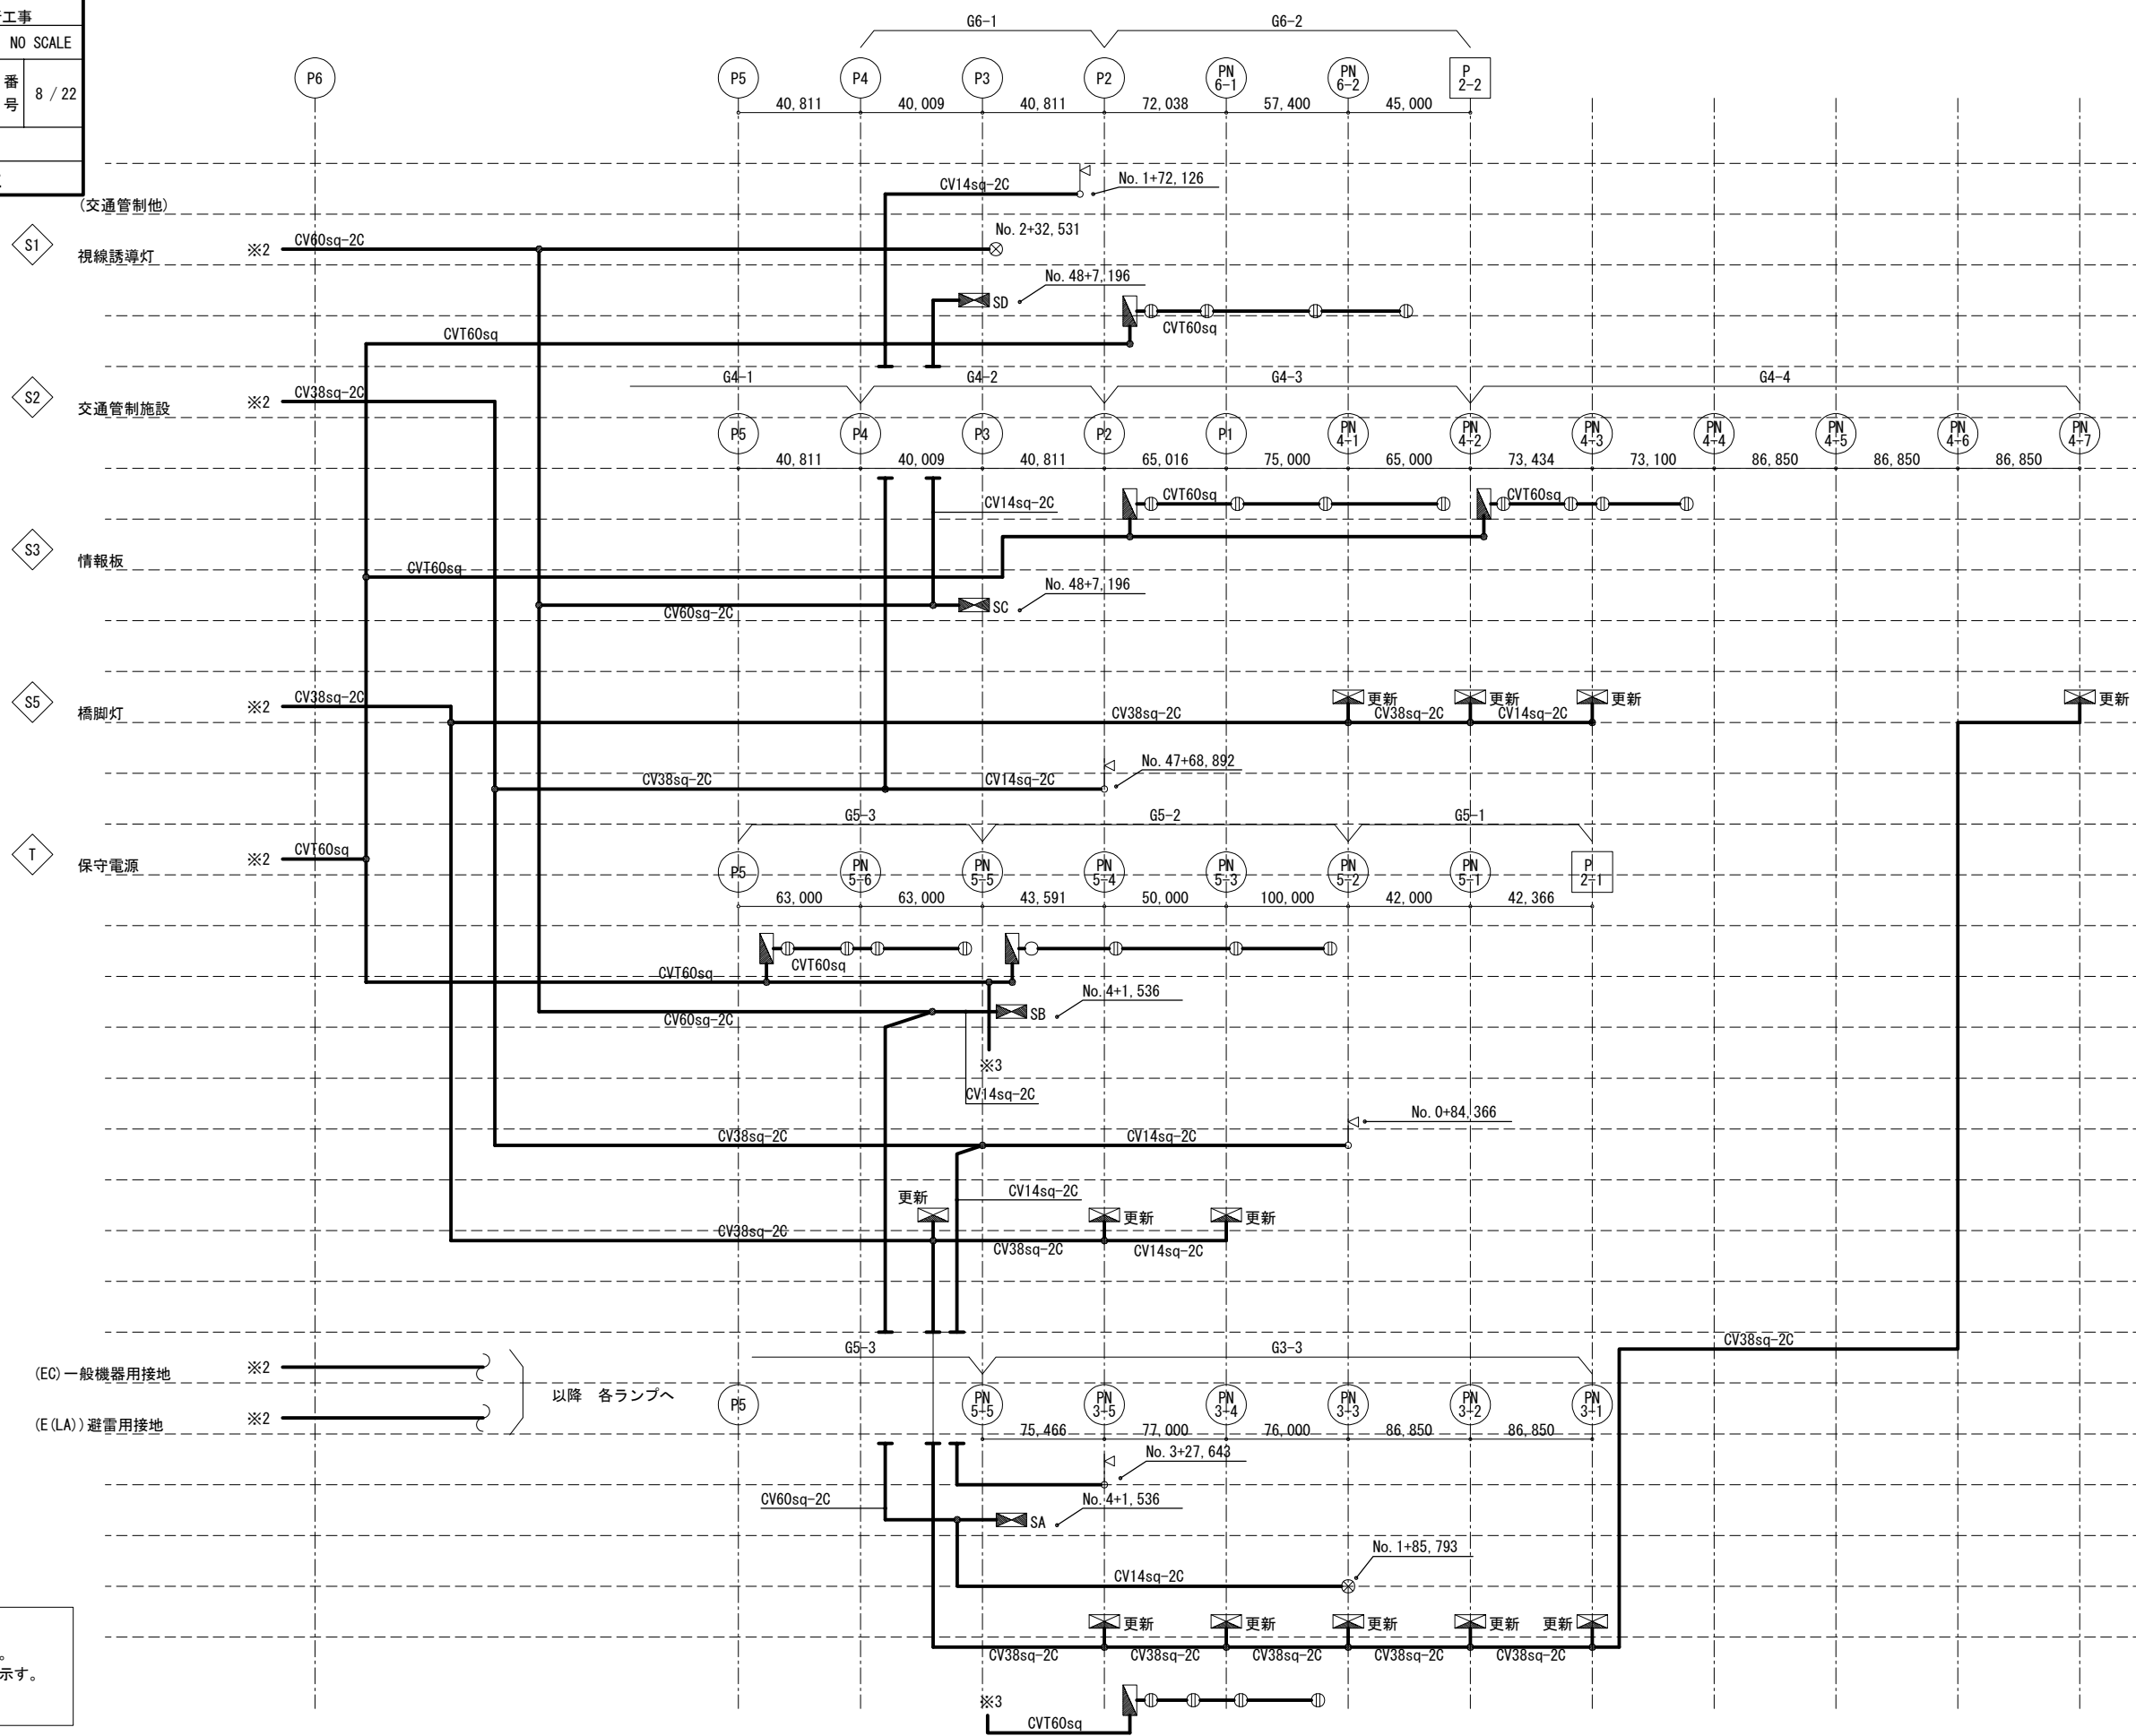 工事
NO SCALE
番号
8 / 22
G6-1
G6-2
P6
P5
P4
P3
P2
PN 6-1
PN 6-2
P 2-2
40,811
40,009
40,811
72,038
57,400
45,000
CV14sq-2C
No.1+72,126
(交通管制他)
S1
視線誘導灯
※2
CV60sq-2C
No.2+32,531
SD
No.48+7,196
CVT60sq
CVT60sq
S2
交通管制施設
※2
CV38sq-2C
G4-1
G4-2
G4-3
G4-4
P5
P4
P3
P2
P1
PN 4-1
PN 4-2
PN 4-3
PN 4-4
PN 4-5
PN 4-6
PN 4-7
40,811
40,009
40,811
65,016
75,000
65,000
73,434
73,100
86,850
86,850
86,850
CV14sq-2C
CVT60sq
CVT60sq
S3
情報板
CVT60sq
CV60sq-2C
SC
No.48+7,196
S5
橋脚灯
※2
CV38sq-2C
更新
更新
更新
更新
CV38sq-2C
CV38sq-2C
CV14sq-2C
No.47+68,892
CV38sq-2C
CV14sq-2C
G5-3
G5-2
G5-1
T
保守電源
※2
CVT60sq
P5
PN 5-6
PN 5-5
PN 5-4
PN 5-3
PN 5-2
PN 5-1
P 2-1
63,000
63,000
43,591
50,000
100,000
42,000
42,366
CVT60sq
CVT60sq
No.4+1,536
CV60sq-2C
SB
※3
CV14sq-2C
No.0+84,366
CV38sq-2C
CV14sq-2C
CV14sq-2C
更新
更新
更新
CV38sq-2C
CV38sq-2C
CV14sq-2C
G5-3
G3-3
CV38sq-2C
(EC)一般機器用接地
※2
以降 各ランプへ
(E(LA))避雷用接地
※2
P5
PN 5-5
PN 3-5
PN 3-4
PN 3-3
PN 3-2
PN 3-1
75,466
77,000
76,000
86,850
86,850
No.3+27,643
CV60sq-2C
No.4+1,536
SA
No.1+85,793
CV14sq-2C
更新
更新
更新
更新
更新
CV38sq-2C
CV38sq-2C
CV38sq-2C
CV38sq-2C
CV38sq-2C
。
示す。
※3
CVT60sq